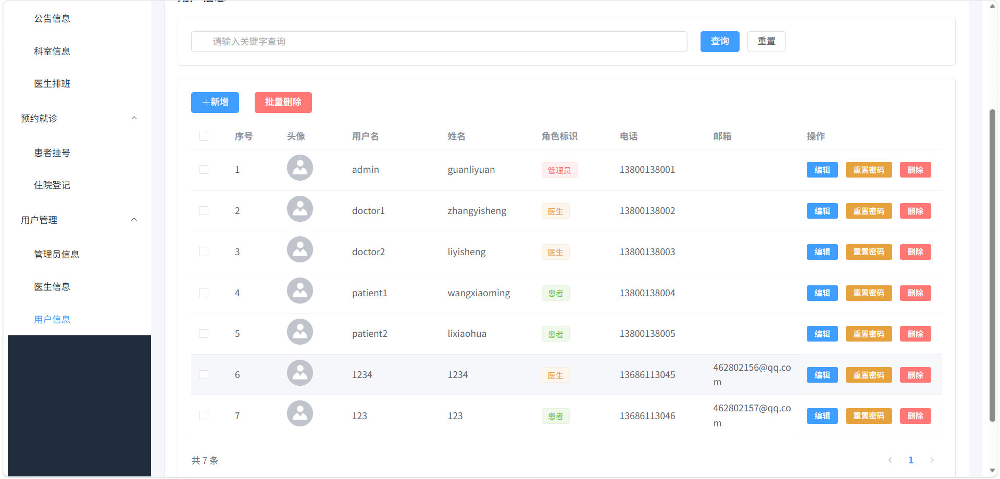 公告信息
科室信息
医生排班
预约就诊
患者挂号
住院登记
用户管理
管理员信息
医生信息
用户信息
用户信息
请输入关键字查询
查询
重置
+新增
批量删除
序号 头像 用户名 姓名 角色标识 电话 邮箱 操作
1 admin guanliyuan 管理员 13800138001 编辑 重置密码 删除
2 doctor1 zhangyisheng 医生 13800138002 编辑 重置密码 删除
3 doctor2 liyisheng 医生 13800138003 编辑 重置密码 删除
4 patient1 wangxiaoming 患者 13800138004 编辑 重置密码 删除
5 patient2 lixiaohua 患者 13800138005 编辑 重置密码 删除
6 1234 1234 医生 13686113045 462802156@qq.co 编辑 重置密码 删除
m
7 123 123 患者 13686113046 462802157@qq.co 编辑 重置密码 删除
m
共 7 条
1